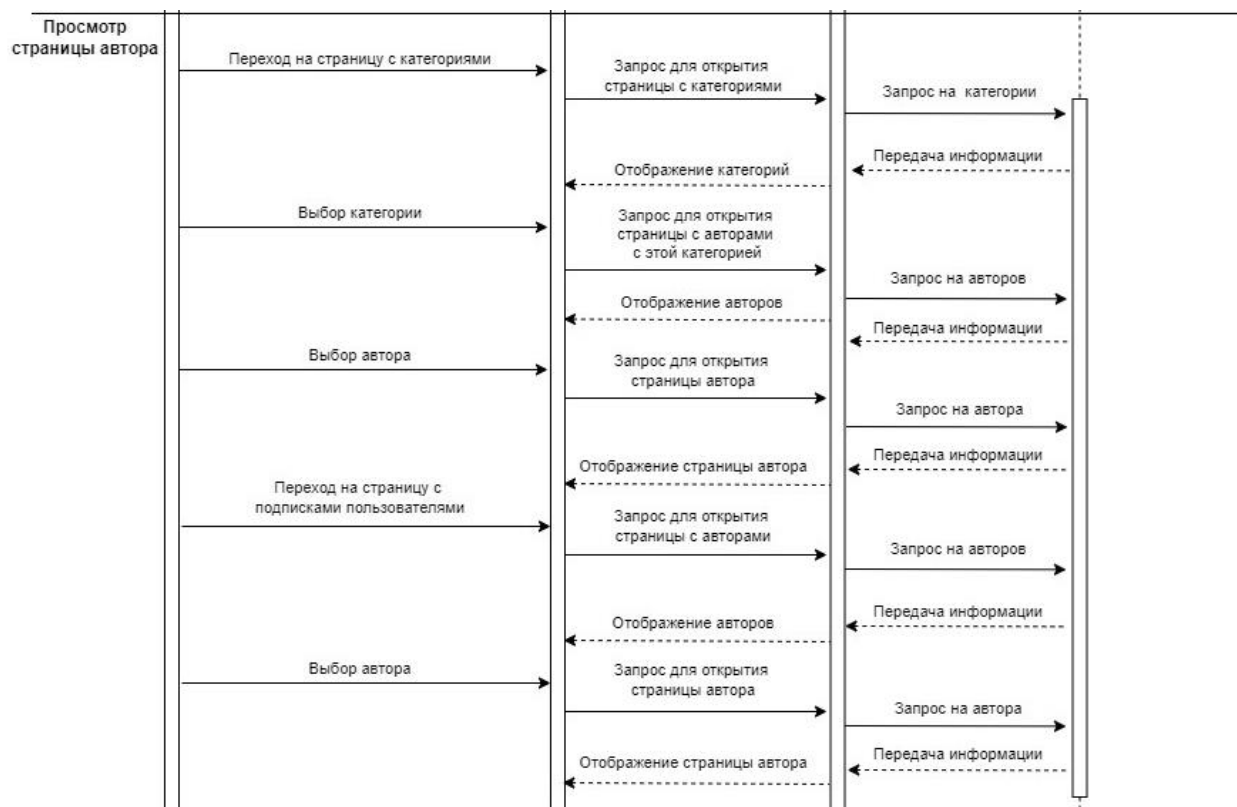 Просмотр
страницы автора
Переход на страницу с категориями
Запрос для открытия
страницы с категориями
Запрос на категории
Передача информации
Отображение категорий
Выбор категории
Запрос для открытия
страницы с авторами
с этой категорией
Запрос на авторов
Отображение авторов
Передача информации
Выбор автора
Запрос для открытия
страницы автора
Запрос на автора
Передача информации
Отображение страницы автора
Переход на страницу с
подписками пользователями
Запрос для открытия
страницы с авторами
Запрос на авторов
Передача информации
Отображение авторов
Выбор автора
Запрос для открытия
страницы автора
Запрос на автора
Передача информации
Отображение страницы автора